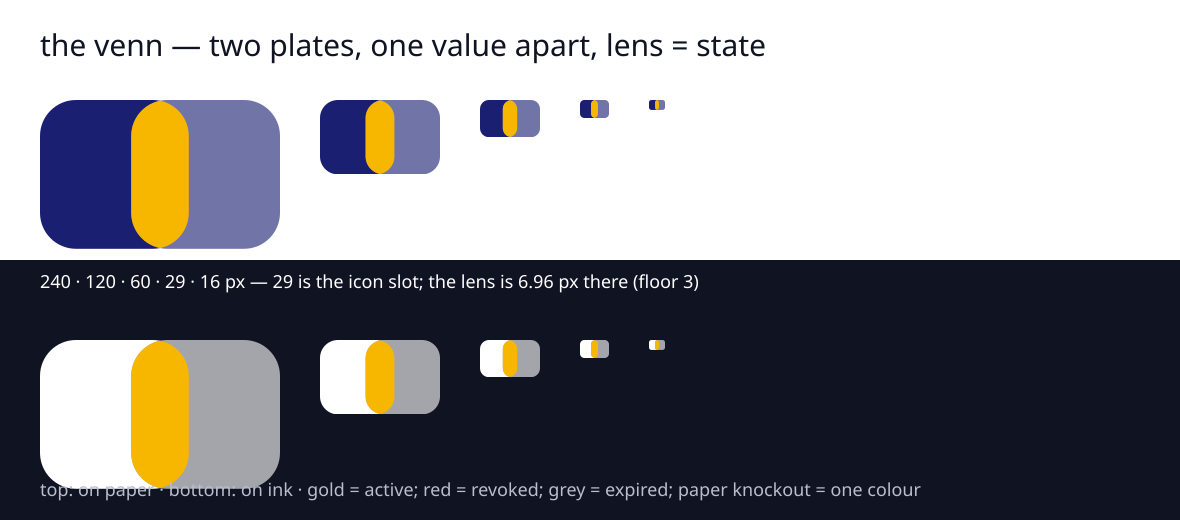 the venn — two plates, one value apart, lens = state
240 · 120 · 60 · 29 · 16 px — 29 is the icon slot; the lens is 6.96 px there (floor 3)
top: on paper · bottom: on ink · gold = active; red = revoked; grey = expired; paper knockout = one colour